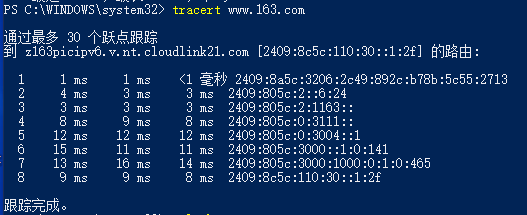 PS C:\WINDOWS\system32> tracert www.163.com
通过最多 30 个跃点跟踪
到 z163picipv6.v.nt.cloudlink21.com [2409:8c5c:110:30::1:2f] 的路由:
1 1 ms 1 ms <1 毫秒 2409:8a5c:3206:2c49:892c:b78b:5c55:2713
2 4 ms 3 ms 3 ms 2409:805c:2::6:24
3 3 ms 3 ms 3 ms 2409:805c:2:1163::
4 8 ms 9 ms 8 ms 2409:805c:0:3111::
5 12 ms 12 ms 12 ms 2409:805c:0:3004::1
6 15 ms 11 ms 11 ms 2409:805c:3000::1:0:141
7 13 ms 16 ms 14 ms 2409:805c:3000:1000:0:1:0:465
8 9 ms 9 ms 8 ms 2409:8c5c:110:30::1:2f
跟踪完成。